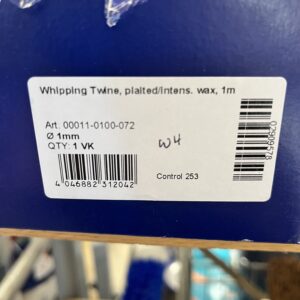 Whipping Twine, plaited/intens. wax, 1m
Art. 00011-0100-072
Ø 1mm
QTY: 1 VK
W4
4 046882 312042
Control 253